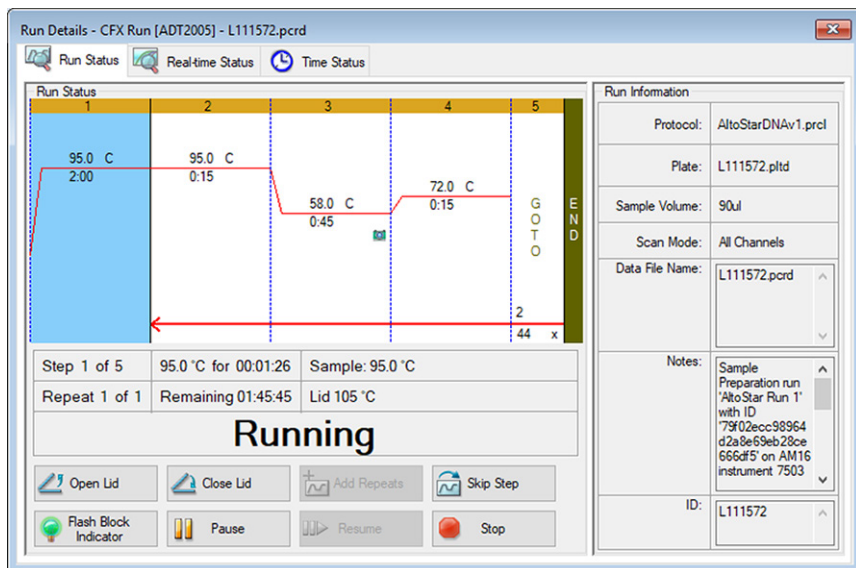 Run Details - CFX Run [ADT2005] - L111572.pcrd
Run Status Real-time Status Time Status
Run Status
1 2 3 4 5
95.0 C 95.0 C
2:00 0:15
58.0 C
0:45
72.0 C
0:15
GOTO
END
2
44 x
Step 1 of 5 95.0 °C for 00:01:26 Sample: 95.0 °C
Repeat 1 of 1 Remaining 01:45:45 Lid 105 °C
Running
Open Lid Close Lid Add Repeats Skip Step
Flash Block
Indicator
Pause Resume Stop
Run Information
Protocol: AltoStarDNAv1.prcl
Plate: L111572.pltd
Sample Volume: 90ul
Scan Mode: All Channels
Data File Name: L111572.pcrd
Notes: Sample
Preparation run
'AltoStar Run 1'
with ID
'79f02ecc98964
d2a8e69eb28ce
666df5' on AM16
instrument 7503
ID: L111572